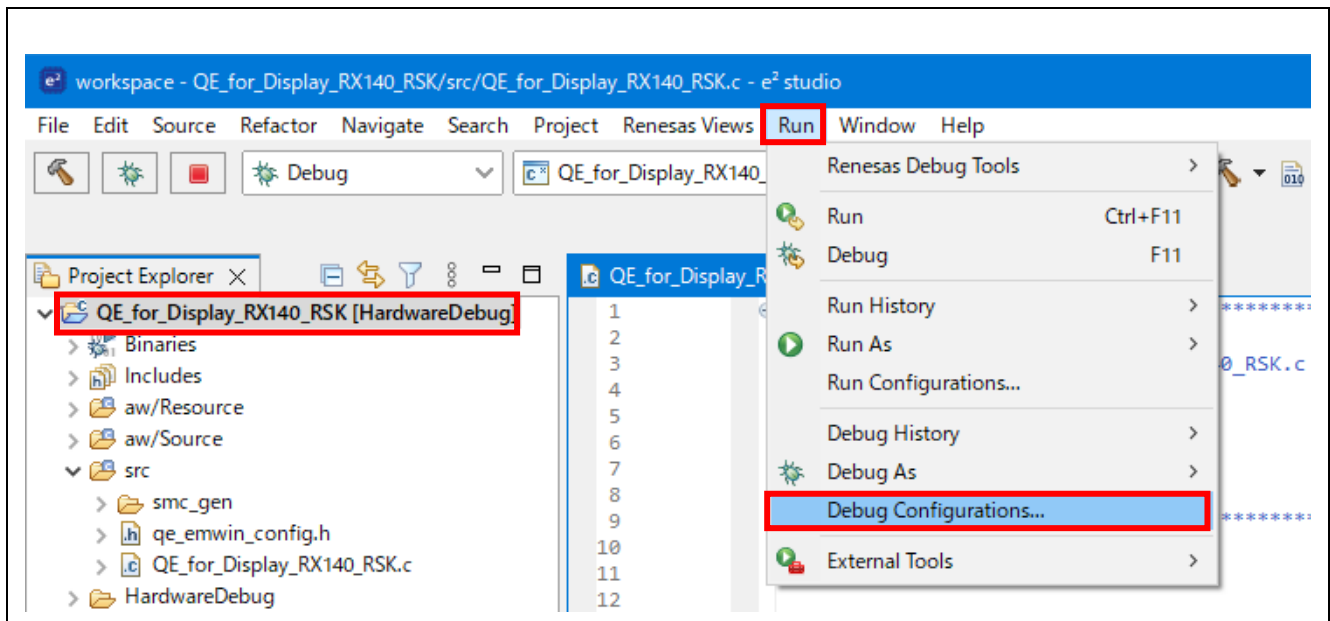 workspace - QE_for_Display_RX140_RSK/src/QE_for_Display_RX140_RSK.c - e² studio
File Edit Source Refactor Navigate Search Project Renesas Views Run Window Help
Debug
QE_for_Display_RX140_
010
Project Explorer
QE_for_Display_RX140_RSK [HardwareDebug]
Binaries
Includes
aw/Resource
aw/Source
src
smc_gen
qe_emwin_config.h
QE_for_Display_RX140_RSK.c
HardwareDebug
QE_for_Display_R
1
2
3
4
5
6
7
8
9
10
11
12
Renesas Debug Tools
Run Ctrl+F11
Debug F11
Run History
Run As
Run Configurations...
Debug History
Debug As
Debug Configurations...
External Tools
********
0_RSK.c
********